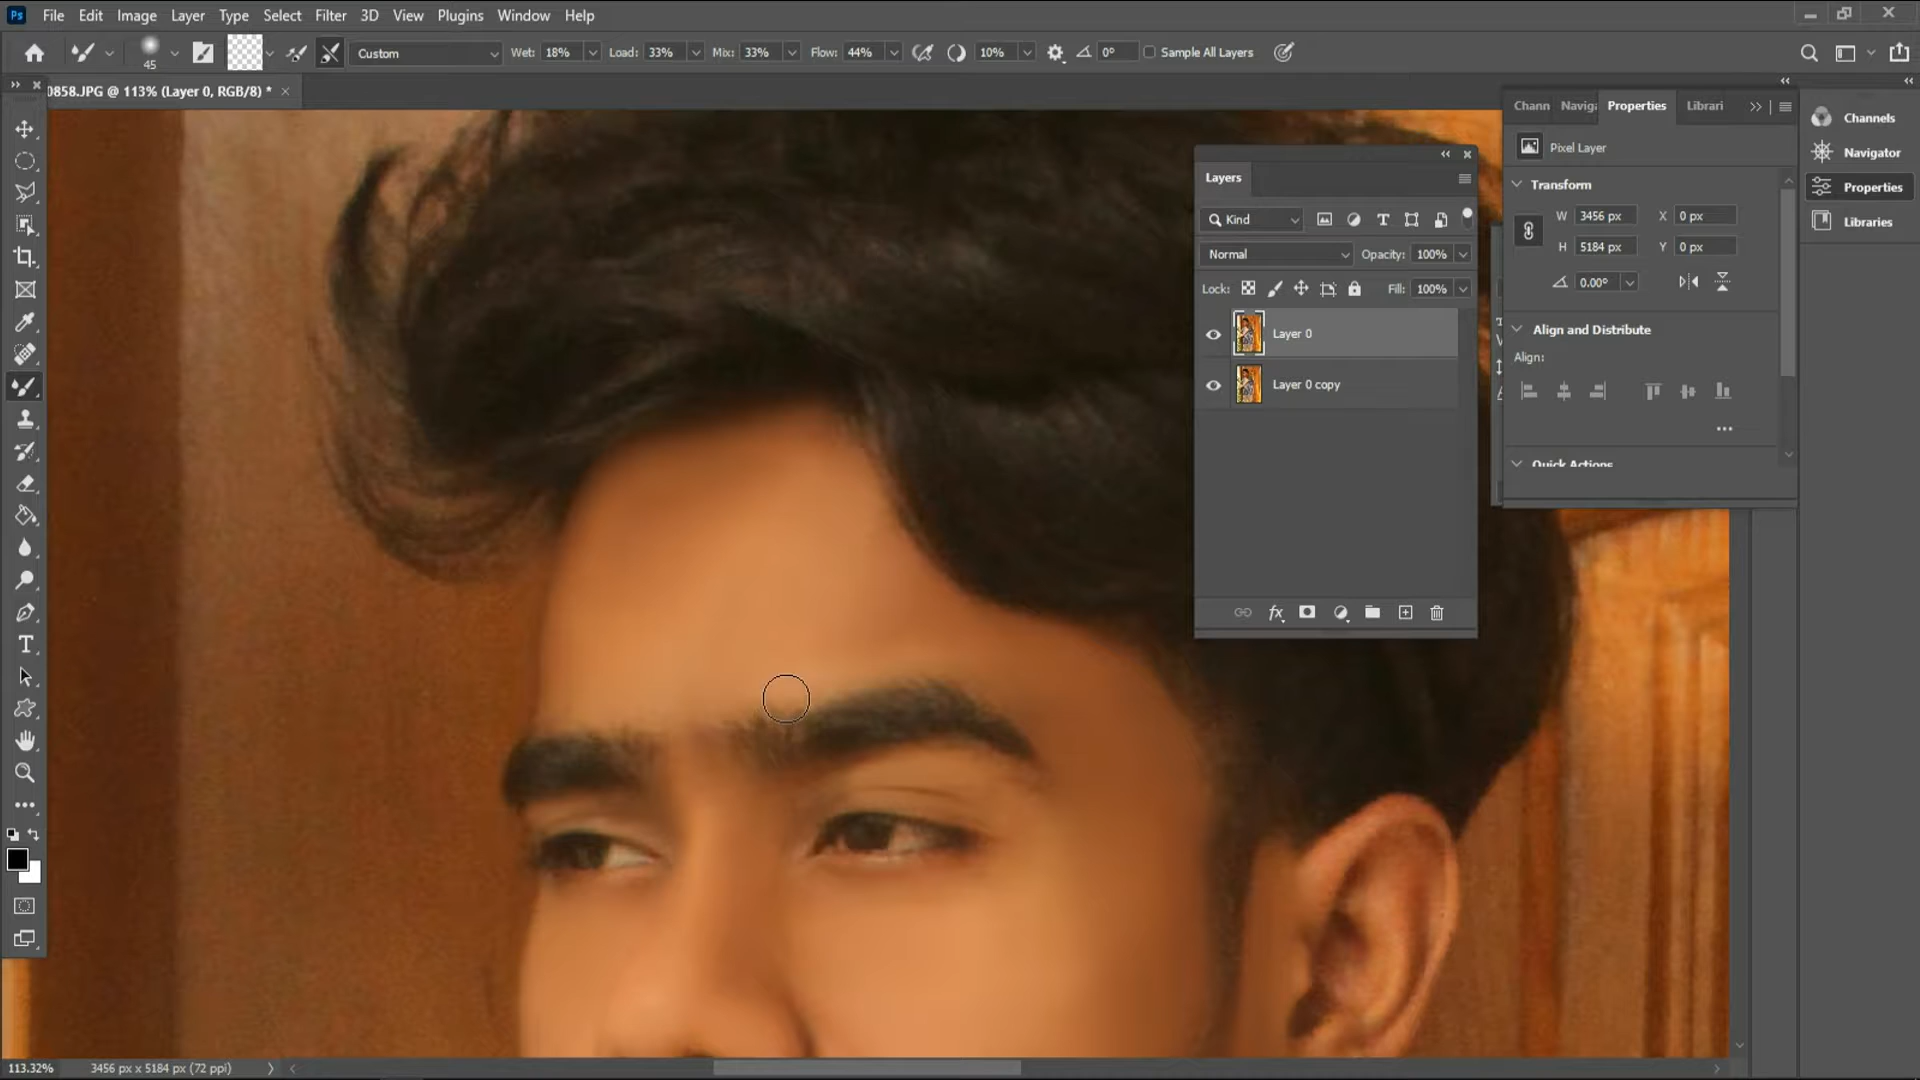 Ps File Edit Image Layer Type Select Filter 3D View Plugins Window Help
45 Custom Wet: 18% Load: 33% Mix: 33% Flow: 44% 10% 0° Sample All Layers
0858.JPG @ 113% (Layer 0, RGB/8) * ×
Chann Naviga Properties Librari
Channels
Navigator
Properties
Libraries
Pixel Layer
Transform
W 3456 px X 0 px
H 5184 px Y 0 px
0.00°
Align and Distribute
Align:
Quick Actions
Layers
Kind
Normal Opacity: 100%
Lock: Fill: 100%
Layer 0
Layer 0 copy
fx
T
113.32% 3456 px x 5184 px (72 ppi)